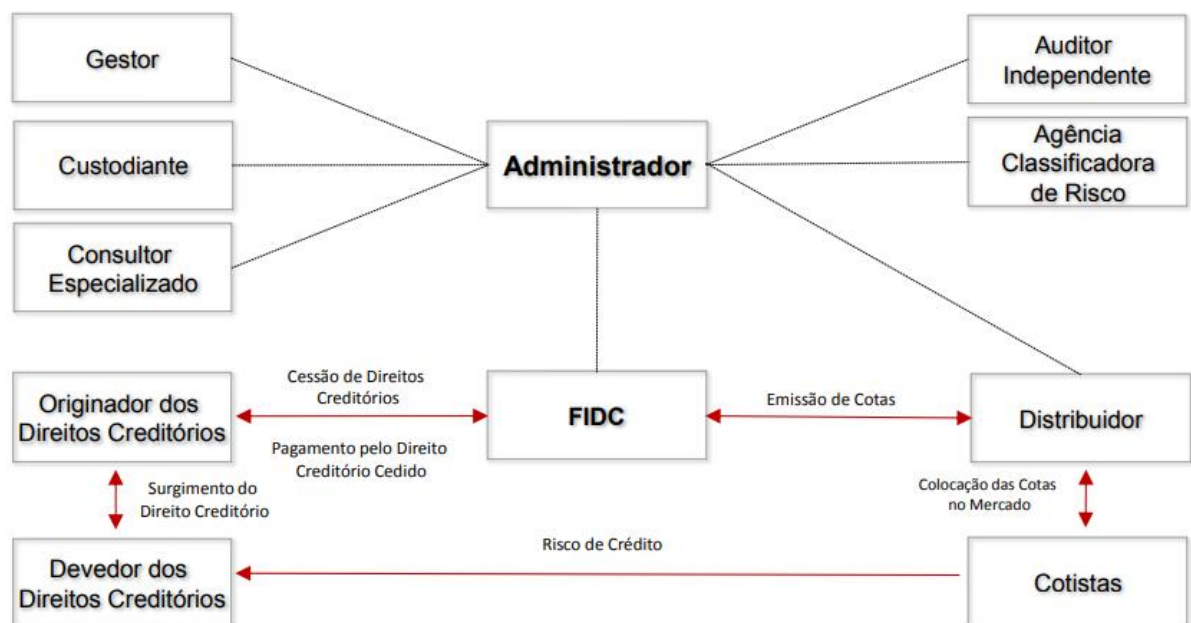 Gestor
Auditor
Independente
Custodiante
Administrador
Agência
Classificadora
de Risco
Consultor
Especializado
Originador dos
Direitos Creditórios
Cessão de Direitos
Creditórios
Pagamento pelo Direito
Creditório Cedido
FIDC
Emissão de Cotas
Distribuidor
Surgimento do
Direito Creditório
Colocação das Cotas
no Mercado
Devedor dos
Direitos Creditórios
Risco de Crédito
Cotistas